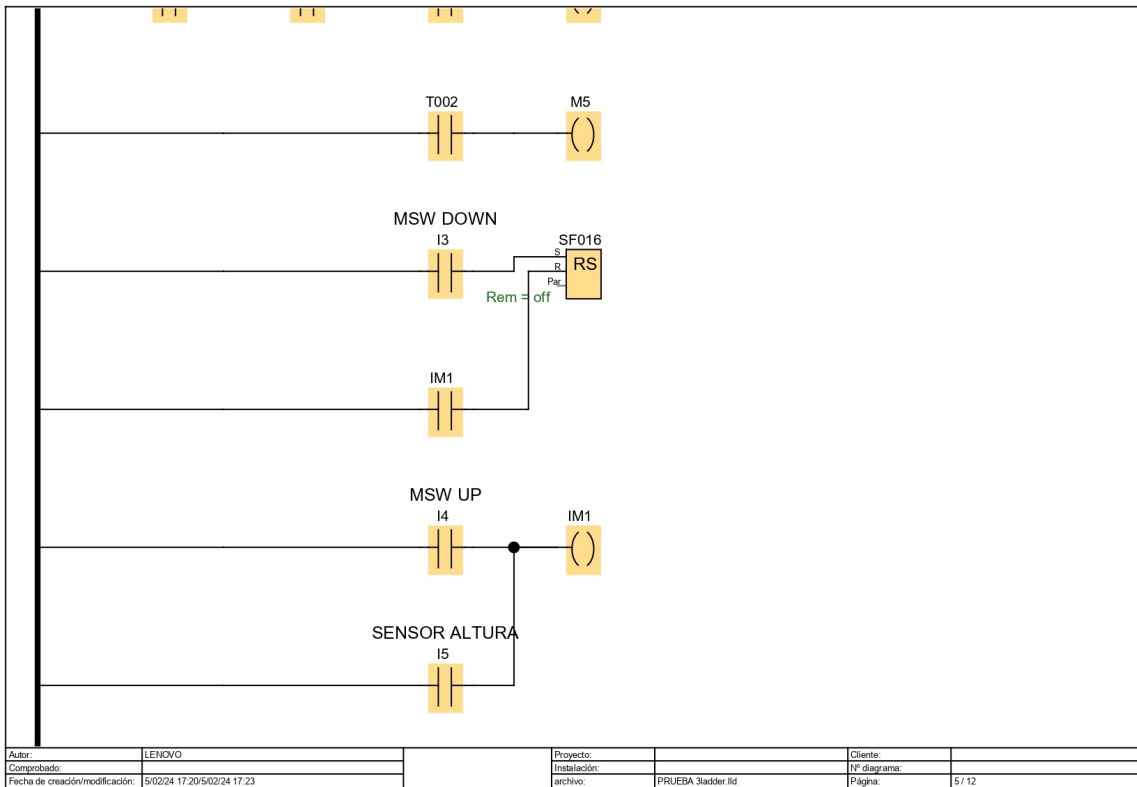 T002 M5
MSW DOWN
I3 SF016
S
RS
R
Par
Rem = off
IM1
MSW UP
I4 IM1
SENSOR ALTURA
I5
Autor: LENOVO Proyecto: Cliente:
Comprobado: Instalación: Nº diagrama:
Fecha de creación/modificación: 5/02/24 17:20/5/02/24 17:23 archivo: PRUEBA 3ladder.lld Página: 5 / 12